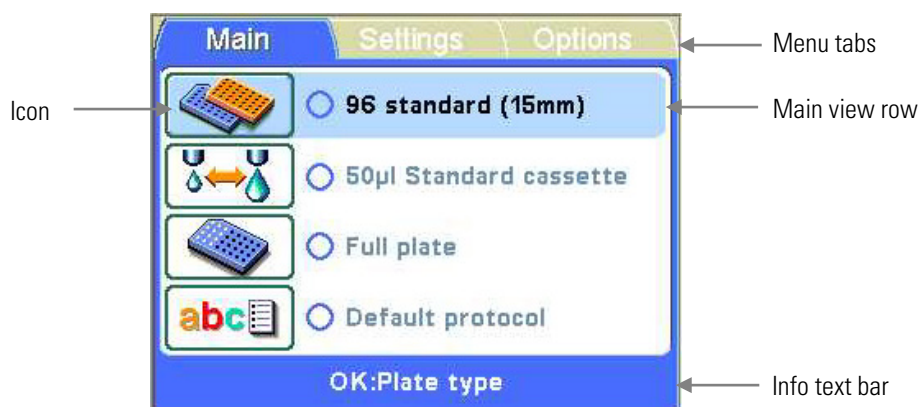 Main Settings Options
Menu tabs
Icon
96 standard (15mm)
Main view row
50µl Standard cassette
Full plate
abc
Default protocol
OK:Plate type
Info text bar